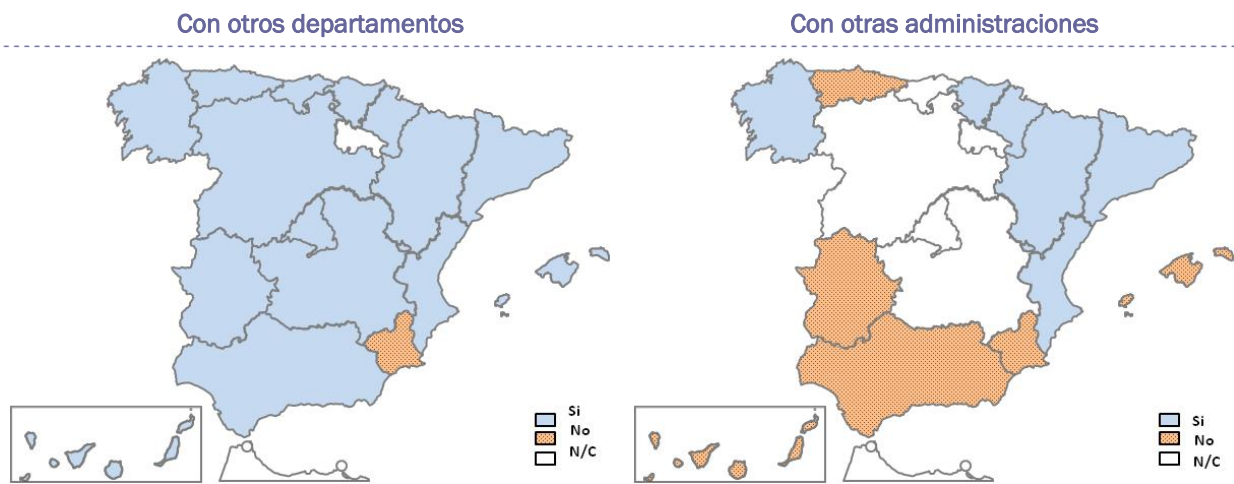 Con otros departamentos
Con otras administraciones
Si
No
N/C
Si
No
N/C